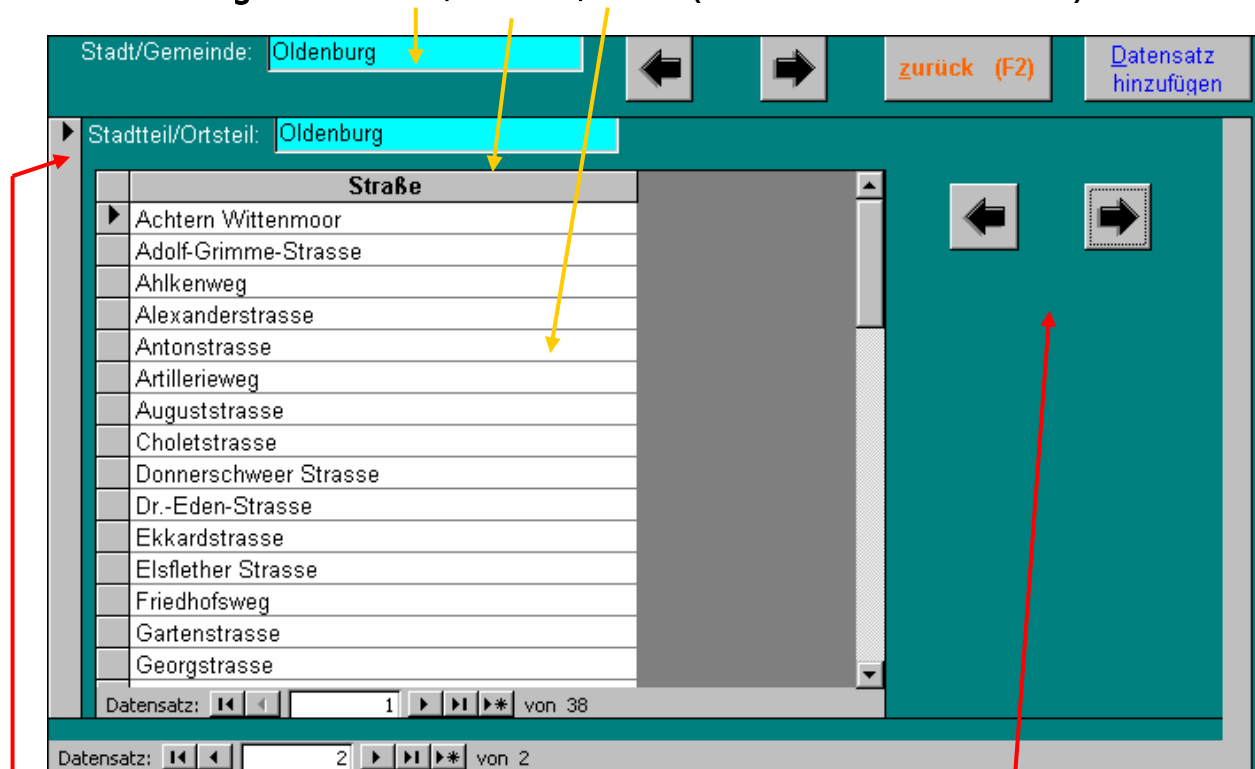 Stadt/Gemeinde: Oldenburg
zurück (F2)
Datensatz
hinzufügen
Stadtteil/Ortsteil: Oldenburg
Straße
Achtern Wittenmoor
Adolf-Grimme-Strasse
Ahlkenweg
Alexanderstrasse
Antonstrasse
Artillerieweg
Auguststrasse
Choletstrasse
Donnerschweer Strasse
Dr.-Eden-Strasse
Ekkardstrasse
Elsflether Strasse
Friedhofsweg
Gartenstrasse
Georgstrasse
Datensatz: 1 von 38
Datensatz: 2 von 2